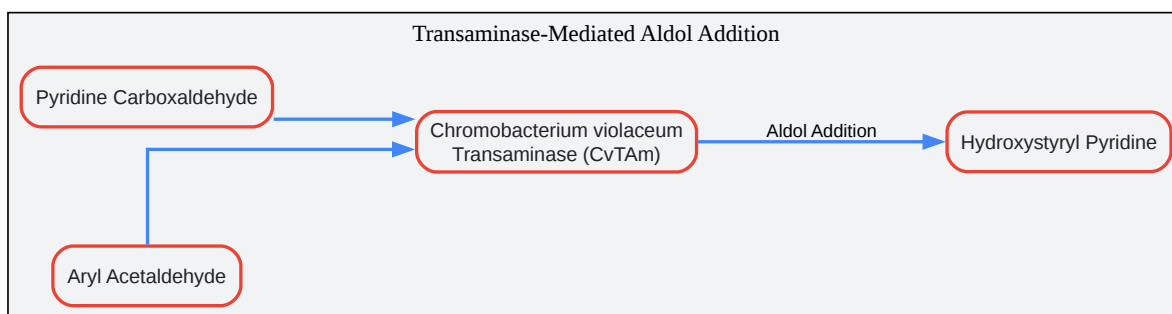 Transaminase-Mediated Aldol Addition
Pyridine Carboxaldehyde
Chromobacterium violaceum
Transaminase (CvTAm)
Aldol Addition
Hydroxystyryl Pyridine
Aryl Acetaldehyde